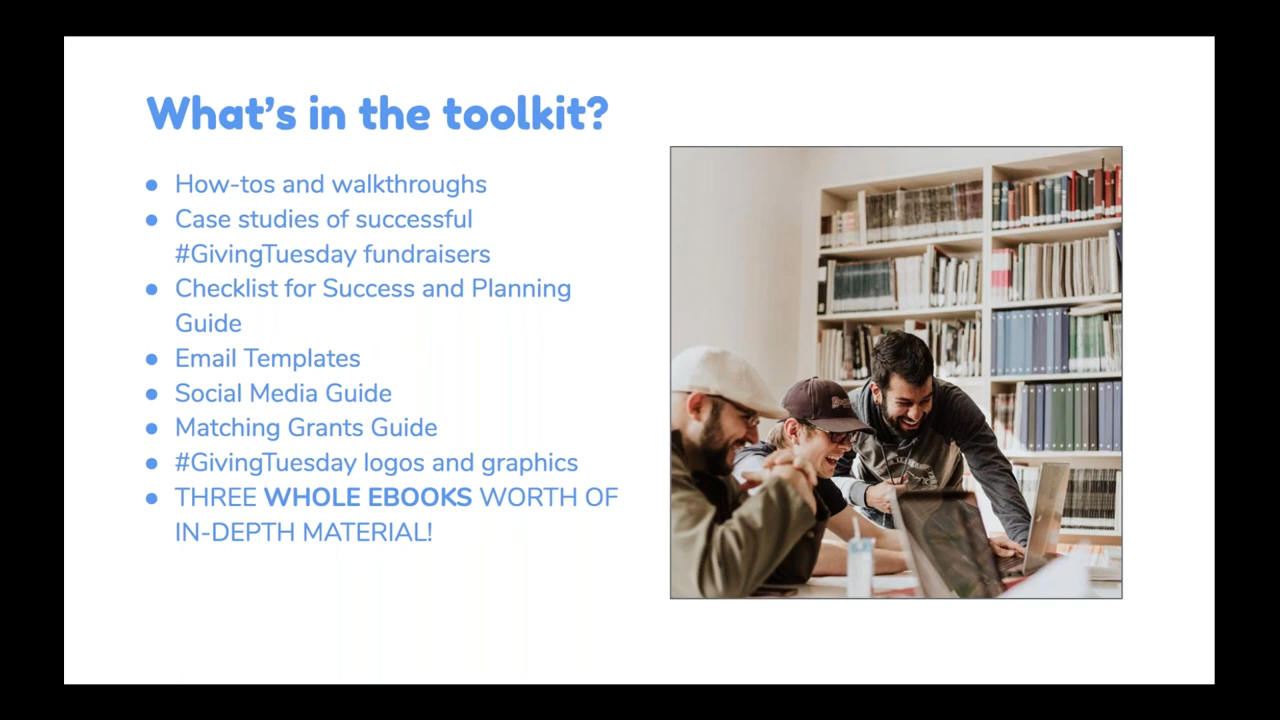 What's in the toolkit?
● How-tos and walkthroughs
● Case studies of successful
#GivingTuesday fundraisers
● Checklist for Success and Planning
Guide
● Email Templates
● Social Media Guide
● Matching Grants Guide
● #GivingTuesday logos and graphics
● THREE WHOLE EBOOKS WORTH OF
IN-DEPTH MATERIAL!